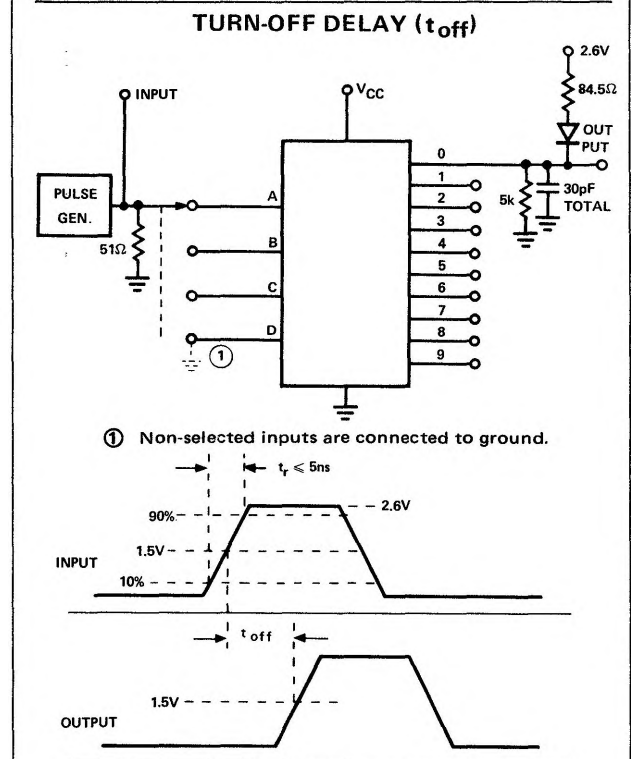 TURN-OFF DELAY (toff)
2.6V
INPUT
VCC
84.5Ω
OUT
PUT
0
PULSE
GEN.
A
1
5k
30pF
TOTAL
2
51Ω
3
B
4
5
C
6
7
D
8
①
9
① Non-selected inputs are connected to ground.
tr ≤ 5ns
90%
2.6V
1.5V
INPUT
10%
toff
1.5V
OUTPUT